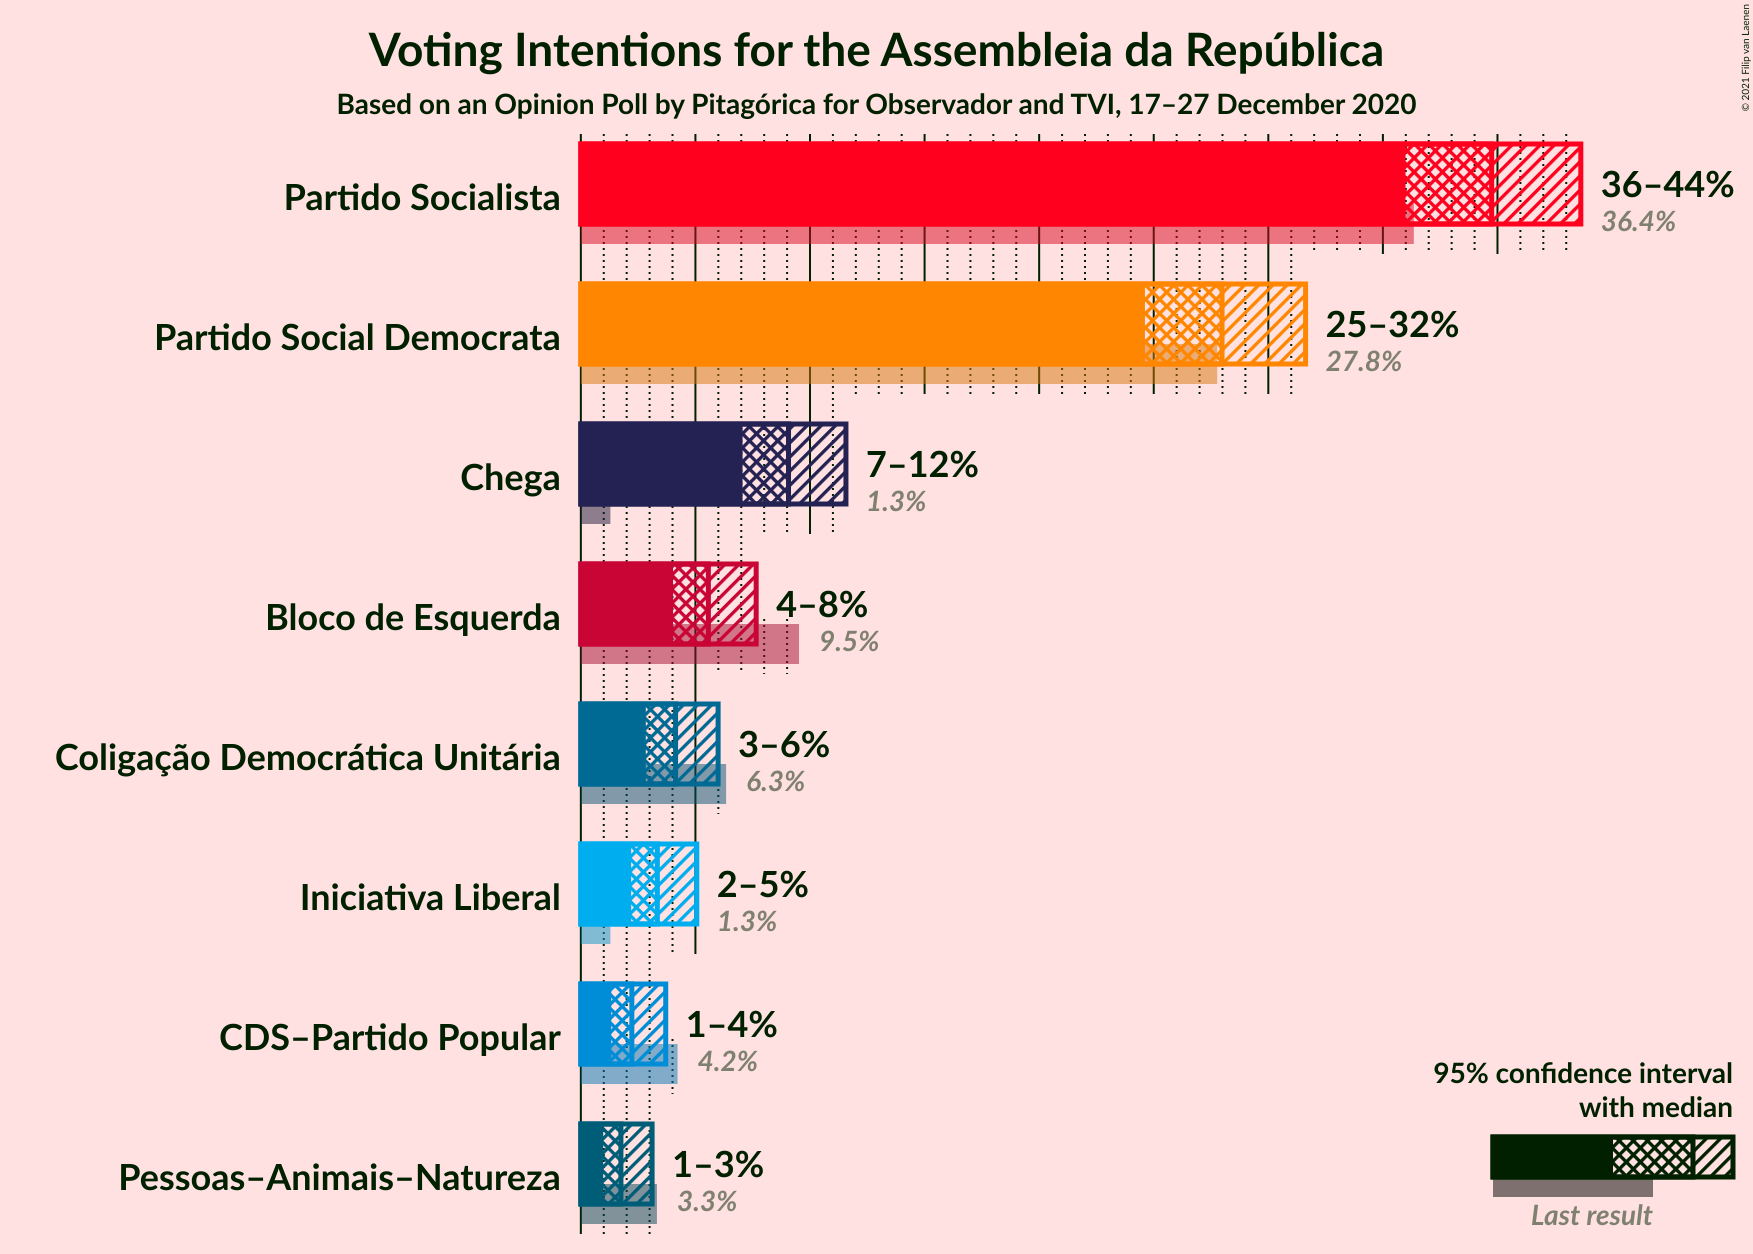 Voting Intentions for the Assembleia da República
Based on an Opinion Poll by Pitagórica for Observador and TVI, 17–27 December 2020
© 2021 Filip van Laenen
Partido Socialista
36–44%
36.4%
Partido Social Democrata
25–32%
27.8%
Chega
7–12%
1.3%
Bloco de Esquerda
4–8%
9.5%
Coligação Democrática Unitária
3–6%
6.3%
Iniciativa Liberal
2–5%
1.3%
CDS–Partido Popular
1–4%
4.2%
Pessoas–Animais–Natureza
1–3%
3.3%
95% confidence interval
with median
Last result